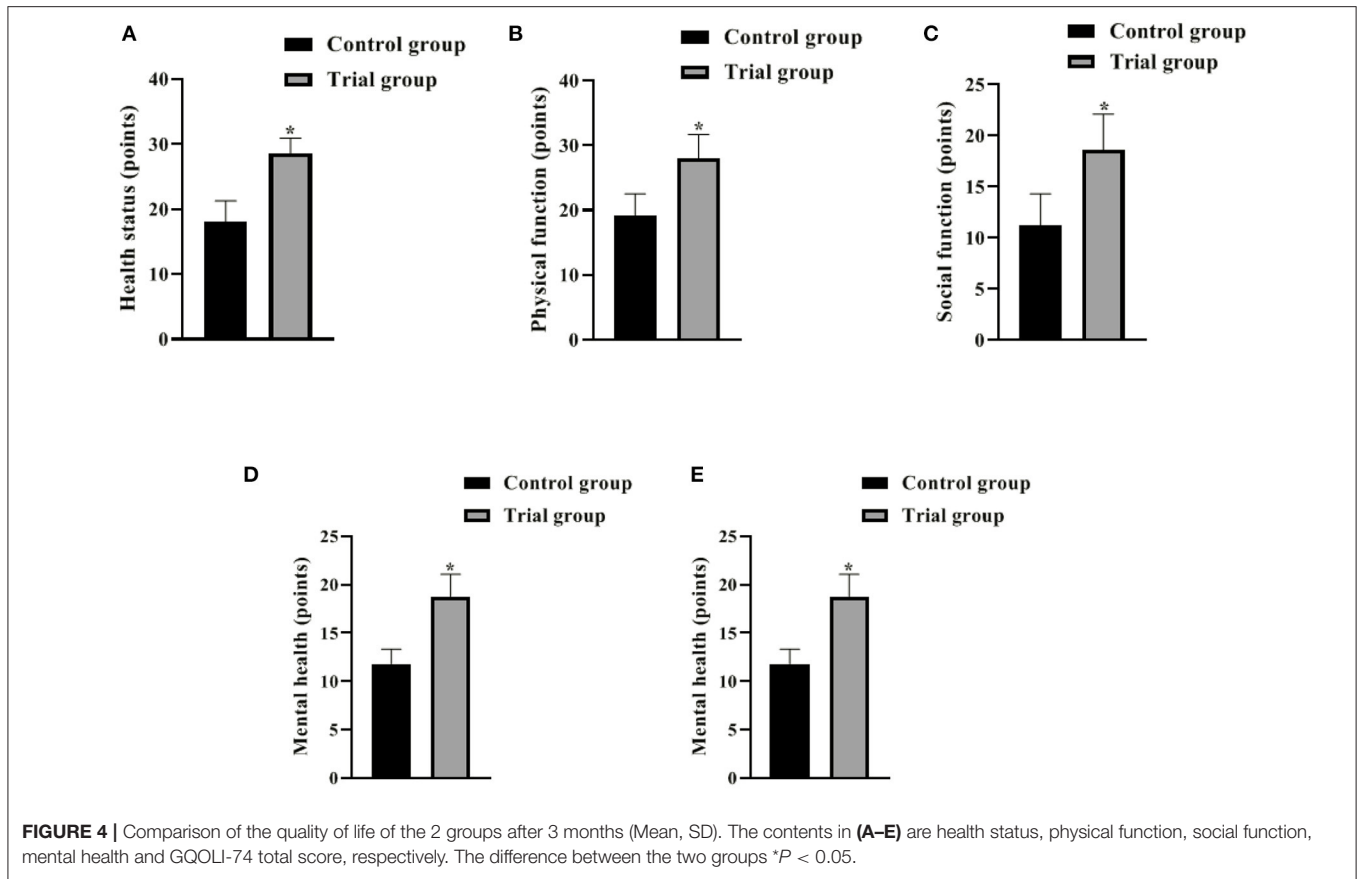 A
Control group
Trial group
Health status (points)
40
30
20
10
0
*
B
Control group
Trial group
Physical function (points)
40
30
20
10
0
*
C
Control group
Trial group
Social function (points)
25
20
15
10
5
0
*
D
Control group
Trial group
Mental health (points)
25
20
15
10
5
0
*
E
Control group
Trial group
Mental health (points)
25
20
15
10
5
0
*
FIGURE 4 | Comparison of the quality of life of the 2 groups after 3 months (Mean, SD). The contents in (A–E) are health status, physical function, social function,
mental health and GQOLI-74 total score, respectively. The difference between the two groups *P < 0.05.